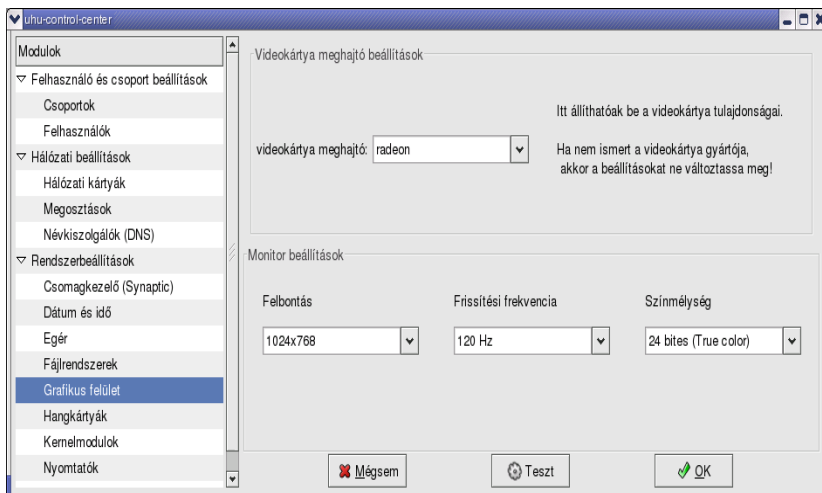 uhu-control-center
Modulok
Felhasználó és csoport beállítások
Csoportok
Felhasználók
Hálózati beállítások
Hálózati kártyák
Megosztások
Névkiszolgálók (DNS)
Rendszerbeállítások
Csomagkezelő (Synaptic)
Dátum és idő
Egér
Fájlrendszerek
Grafikus felület
Hangkártyák
Kernelmodulok
Nyomtatók
Videokártya meghajtó beállítások
videokártya meghajtó: radeon
Itt állíthatóak be a videokártya tulajdonságai.
Ha nem ismert a videokártya gyártója,
akkor a beállításokat ne változtassa meg!
Monitor beállítások
Felbontás
1024x768
Frissítési frekvencia
120 Hz
Színmélység
24 bites (True color)
Mégsem
Teszt
OK